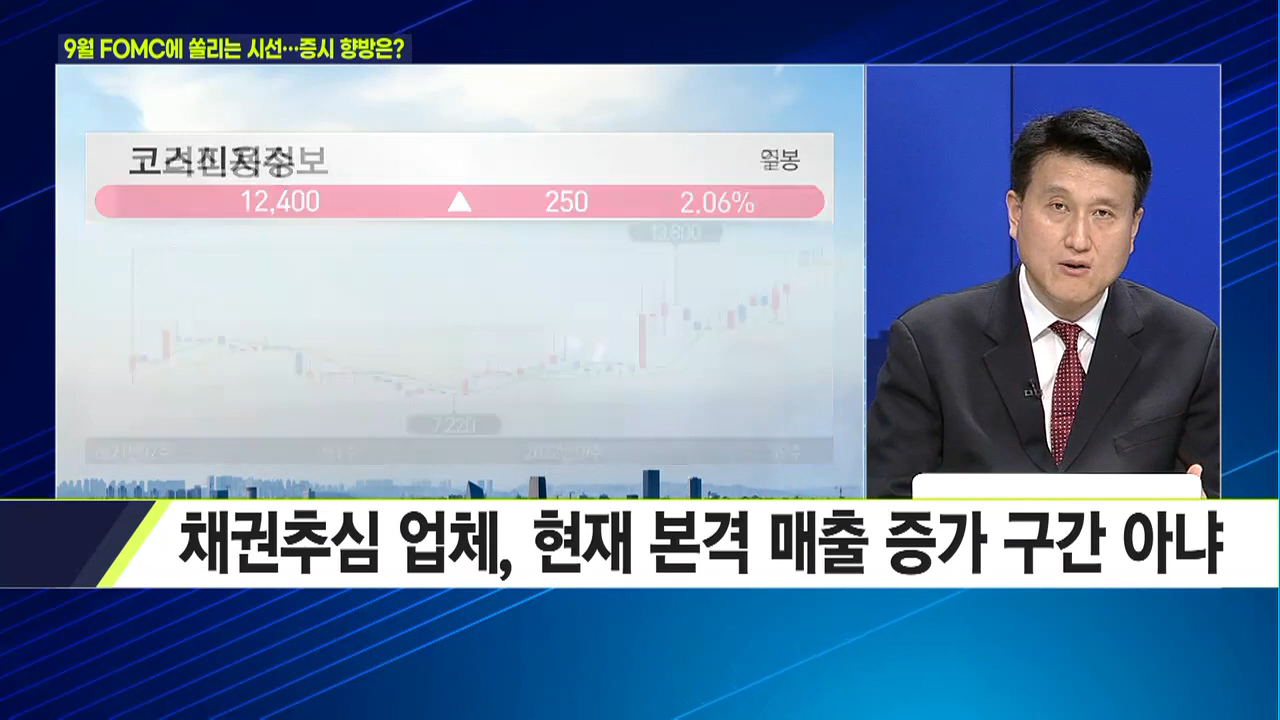 9월 FOMC에 쏠리는 시선…증시 향방은?
12,400 ▲ 250 2.06%
13,800
7,220
채권추심 업체, 현재 본격 매출 증가 구간 아냐